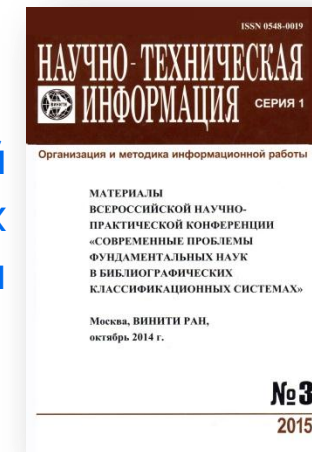 ISSN 0548-0019
НАУЧНО-ТЕХНИЧЕСКАЯ
ИНФОРМАЦИЯ
СЕРИЯ 1
Организация и методика информационной работы
МАТЕРИАЛЫ
ВСЕРОССИЙСКОЙ НАУЧНО-
ПРАКТИЧЕСКОЙ КОНФЕРЕНЦИИ
«СОВРЕМЕННЫЕ ПРОБЛЕМЫ
ФУНДАМЕНТАЛЬНЫХ НАУК
В БИБЛИОГРАФИЧЕСКИХ
КЛАССИФИКАЦИОННЫХ СИСТЕМАХ»
Москва, ВИНИТИ РАН,
октябрь 2014 г.
№3
2015